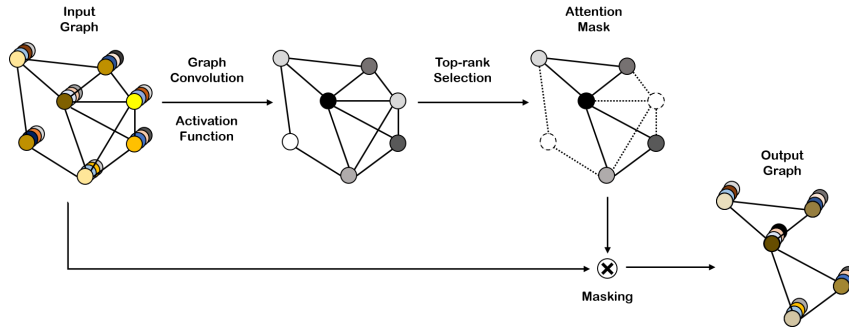 Input
Graph
Graph
Convolution
Activation
Function
Top-rank
Selection
Attention
Mask
Output
Graph
Masking